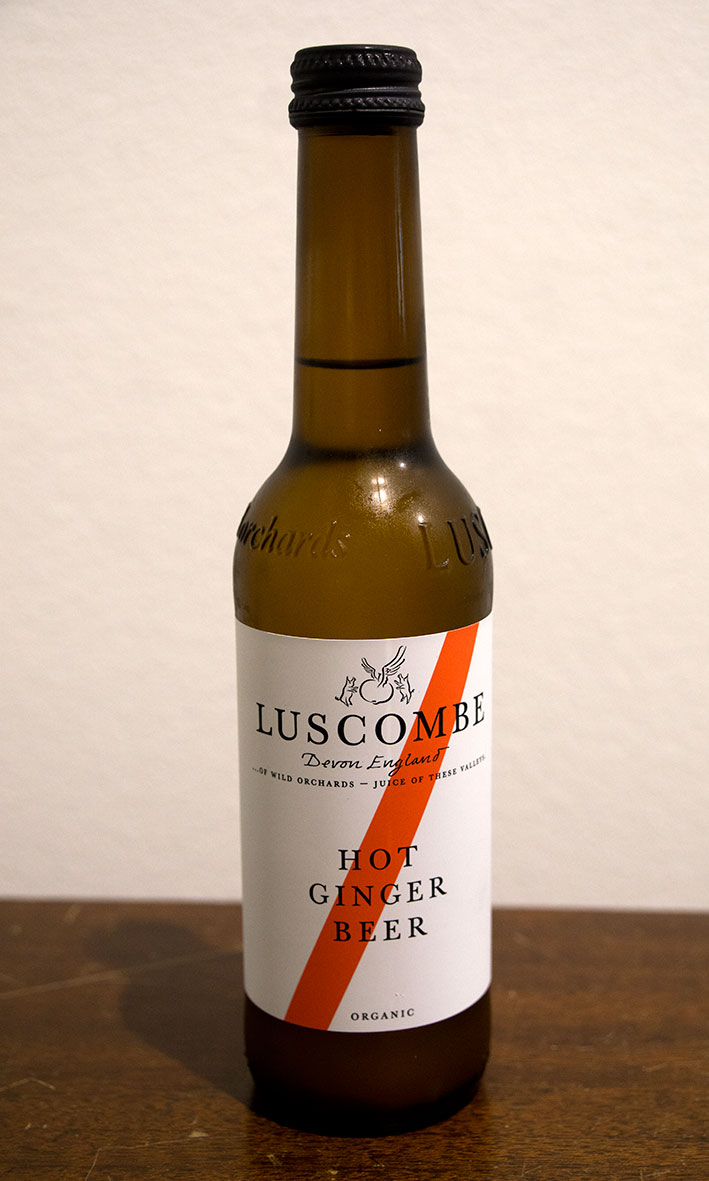 orchards LUS
LUSCOMBE
Devon England
...OF WILD ORCHARDS — JUICE OF THESE VALLEYS.
HOT
GINGER
BEER
ORGANIC